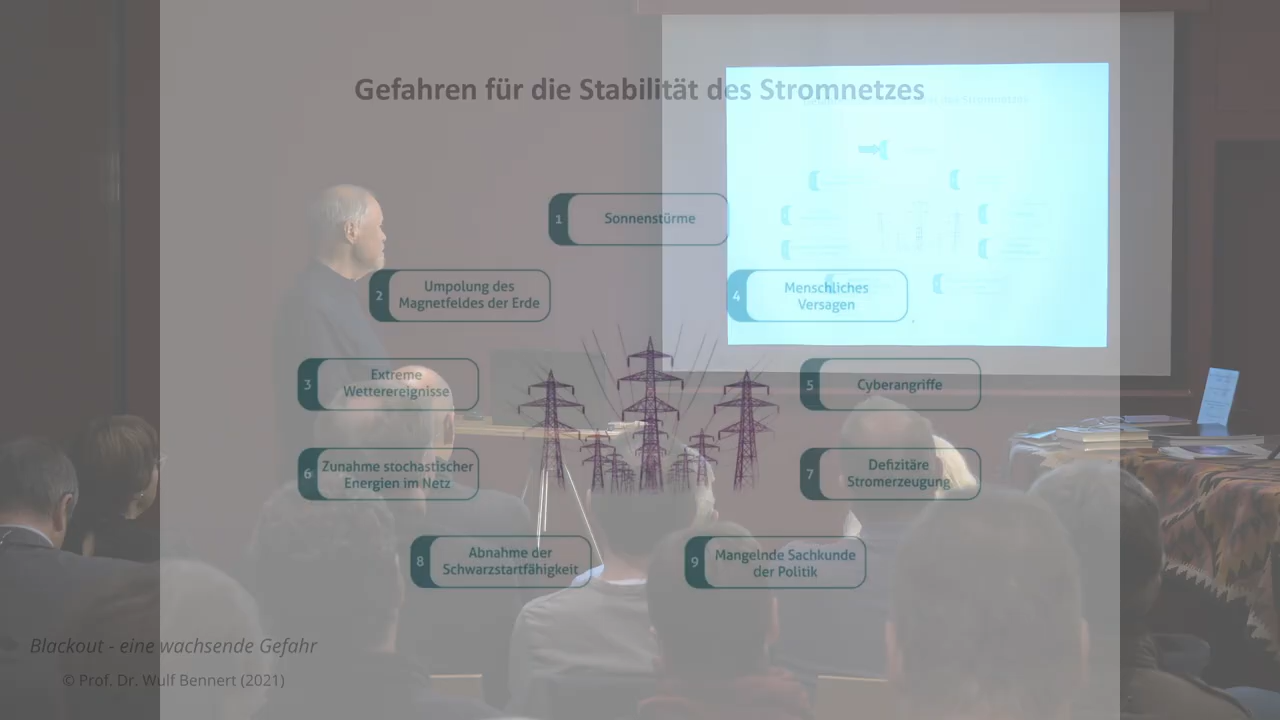 Gefahren für die Stabilität des Stromnetzes
1
Sonnenstürme
2
Umpolung des
Magnetfeldes der Erde
4
Menschliches
Versagen
3
Extreme
Wetterereignisse
5
Cyberangriffe
6
Zunahme stochastischer
Energien im Netz
7
Defizitäre
Stromerzeugung
8
Abnahme der
Schwarzstartfähigkeit
9
Mangelnde Sachkunde
der Politik
Blackout - eine wachsende Gefahr
© Prof. Dr. Wulf Bennert (2021)